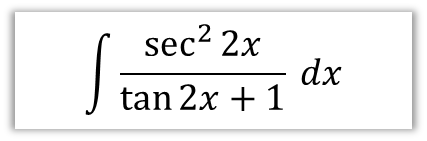 ∫ sec² 2x / (tan 2x + 1) dx